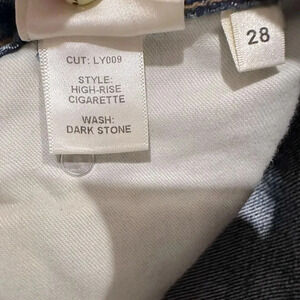 CUT: LY009
STYLE:
HIGH-RISE
CIGARETTE
WASH:
DARK STONE
28